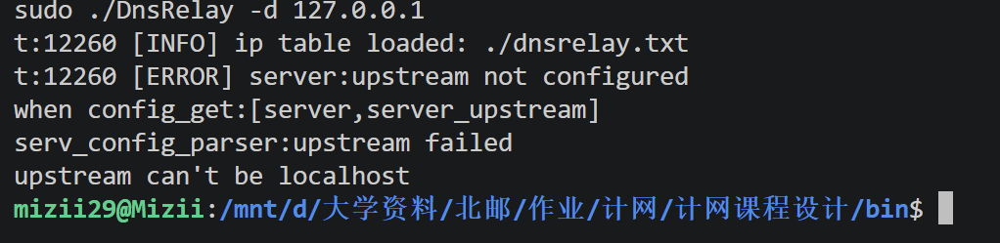 sudo ./DnsRelay -d 127.0.0.1
t:12260 [INFO] ip table loaded: ./dnsrelay.txt
t:12260 [ERROR] server:upstream not configured
when config_get:[server,server_upstream]
serv_config_parser:upstream failed
upstream can't be localhost
mizii29@Mizii:/mnt/d/大学资料/北邮/作业/计网/计网课程设计/bin$